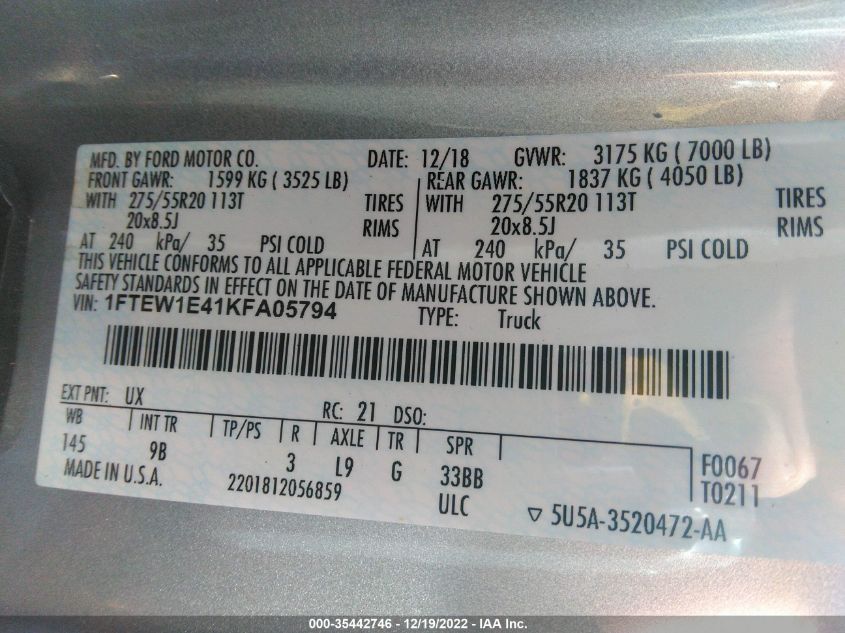 MFD. BY FORD MOTOR CO. DATE: 12/18 GVWR: 3175 KG ( 7000 LB)
FRONT GAWR: 1599 KG ( 3525 LB) REAR GAWR: 1837 KG ( 4050 LB)
WITH 275/55R20 113T TIRES WITH 275/55R20 113T TIRES
20x8.5J RIMS 20x8.5J RIMS
AT 240 kPa/ 35 PSI COLD AT 240 kPa/ 35 PSI COLD
THIS VEHICLE CONFORMS TO ALL APPLICABLE FEDERAL MOTOR VEHICLE
SAFETY STANDARDS IN EFFECT ON THE DATE OF MANUFACTURE SHOWN ABOVE.
VIN: 1FTEW1E41KFA05794 TYPE: Truck
EXT PNT: UX RC: 21 DSO:
WB INT TR TP/PS R AXLE TR SPR
145 9B 3 L9 G 33BB F0067
MADE IN U.S.A. 2201812056859 ULC T0211
▽ 5U5A-3520472-AA
000-35442746 - 12/19/2022 - IAA Inc.